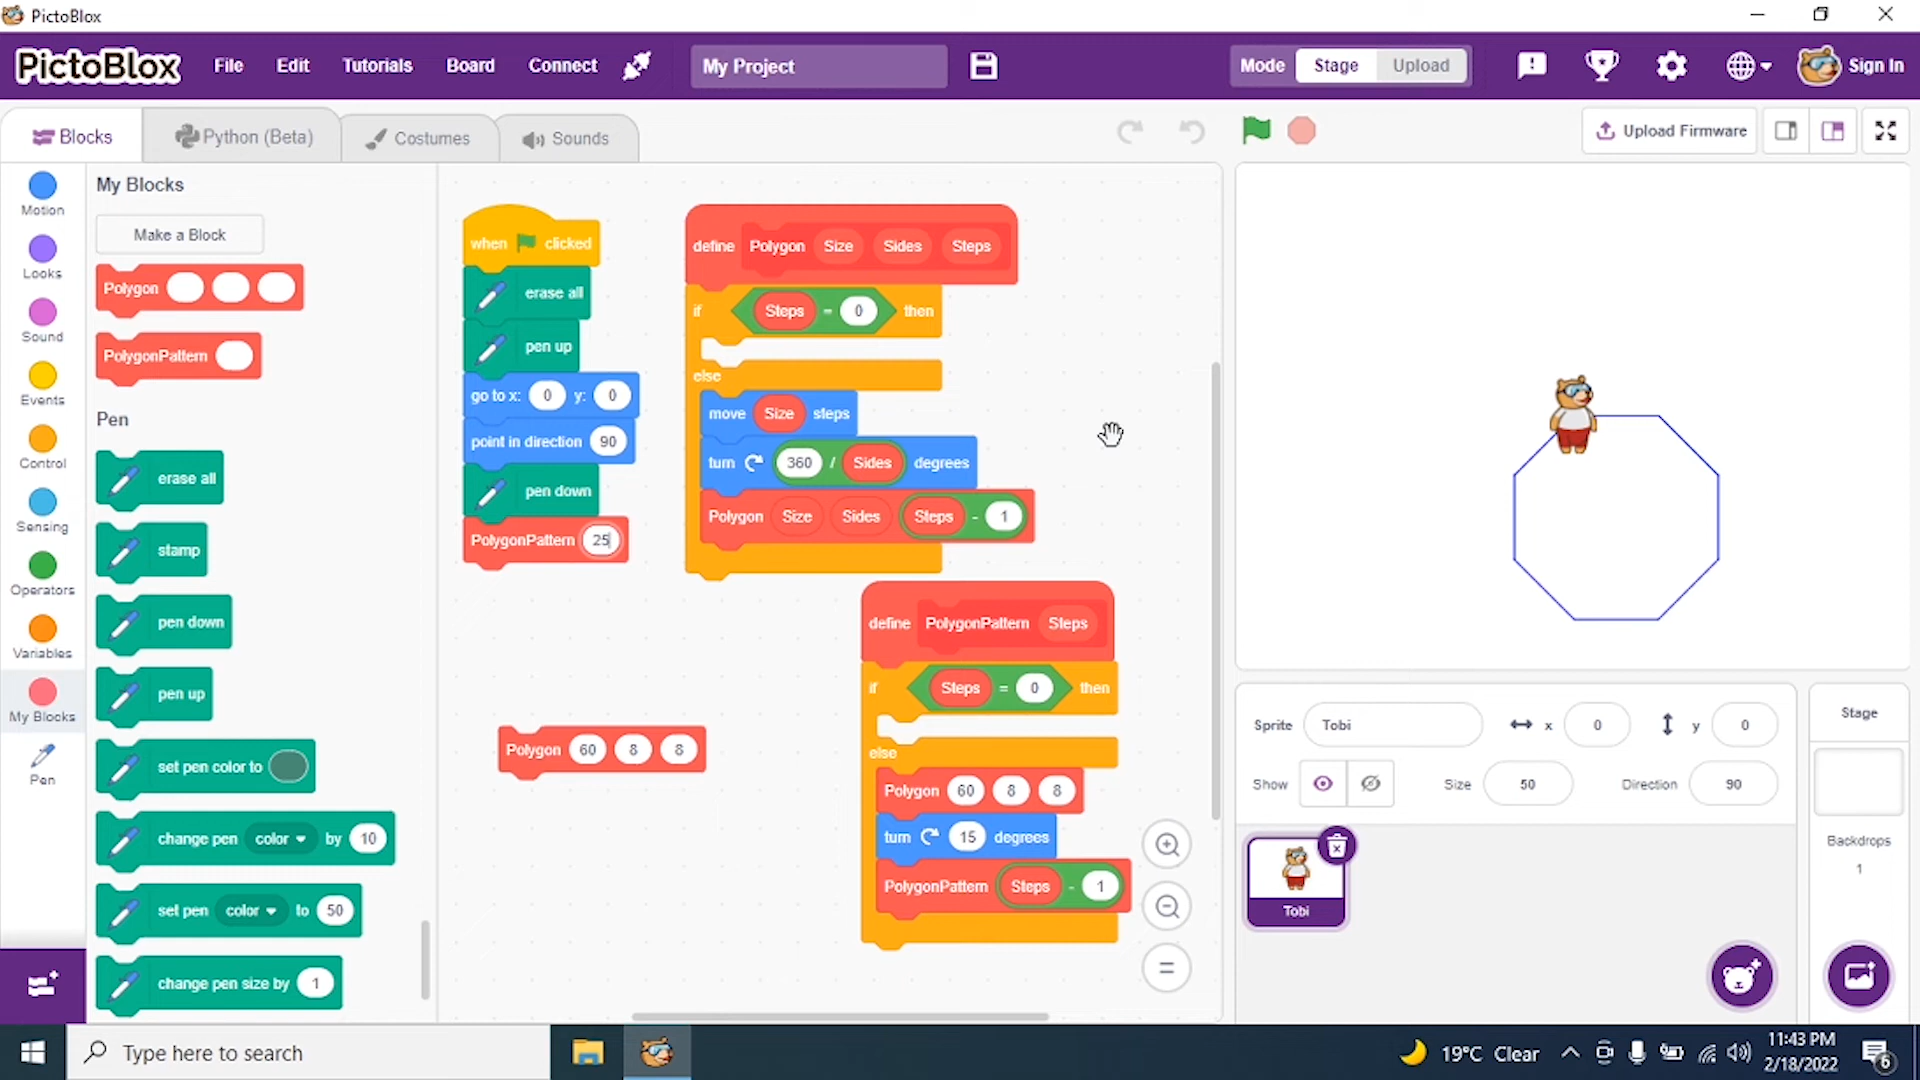 PictoBlox
PictoBlox File Edit Tutorials Board Connect My Project Mode Stage Upload Sign In
Blocks Python (Beta) Costumes Sounds Upload Firmware
Motion
Looks
Sound
Events
Control
Sensing
Operators
Variables
My Blocks
Pen
My Blocks
Make a Block
Polygon
PolygonPattern
Pen
erase all
stamp
pen down
pen up
set pen color to
change pen color by 10
set pen color to 50
change pen size by 1
when clicked
erase all
pen up
go to x: 0 y: 0
point in direction 90
pen down
PolygonPattern 25
define Polygon Size Sides Steps
if Steps = 0 then
else
move Size steps
turn 360 / Sides degrees
Polygon Size Sides Steps - 1
Polygon 60 8 8
define PolygonPattern Steps
if Steps = 0 then
else
Polygon 60 8 8
turn 15 degrees
PolygonPattern Steps - 1
Sprite Tobi x 0 y 0
Show Size 50 Direction 90
Tobi
Stage
Backdrops
1
Type here to search
19°C Clear
11:43 PM
2/18/2022
6